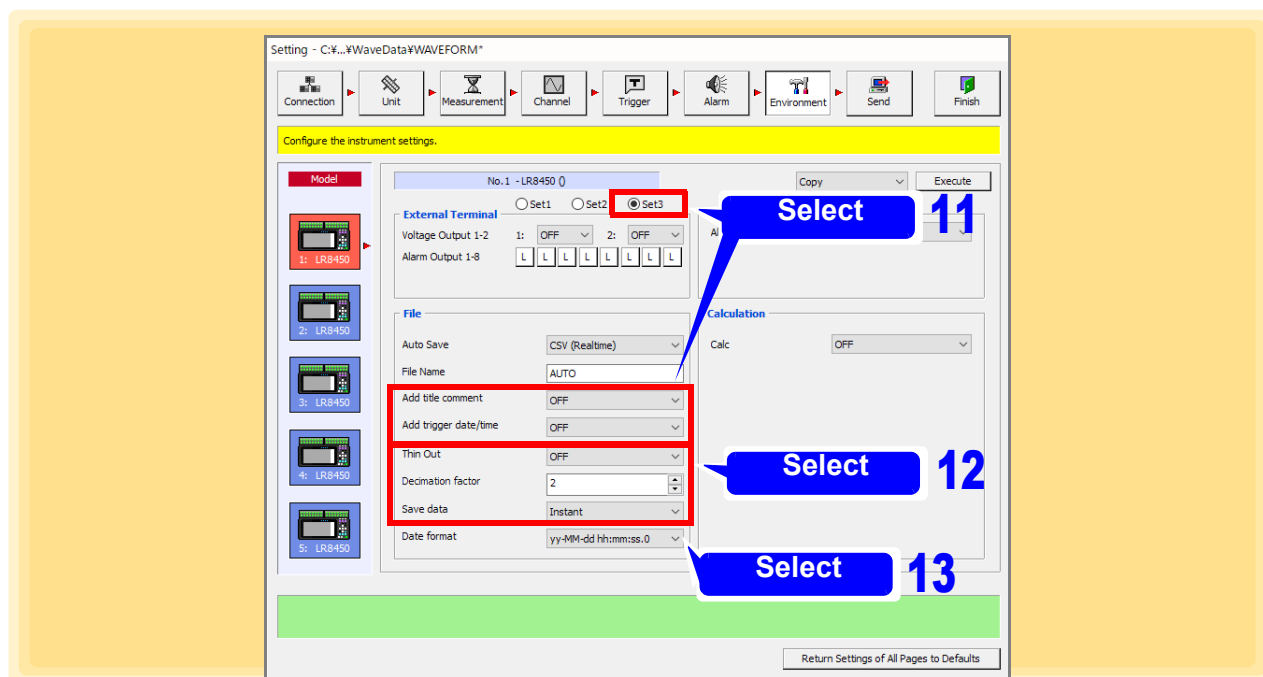 Setting - C:¥...¥WaveData¥WAVEFORM*
Connection Unit Measurement Channel Trigger Alarm Environment Send Finish
Configure the instrument settings.
Model
No.1 - LR8450 ()
Copy
Execute
Set1 Set2 Set3
Select 11
External Terminal
Voltage Output 1-2 1: OFF 2: OFF
Al
Alarm Output 1-8 L L L L L L L L
1: LR8450
2: LR8450
3: LR8450
4: LR8450
5: LR8450
File
Auto Save CSV (Realtime)
File Name AUTO
Add title comment OFF
Add trigger date/time OFF
Thin Out OFF
Decimation factor 2
Save data Instant
Date format yy-MM-dd hh:mm:ss.0
Calculation
Calc OFF
Select 12
Select 13
Return Settings of All Pages to Defaults